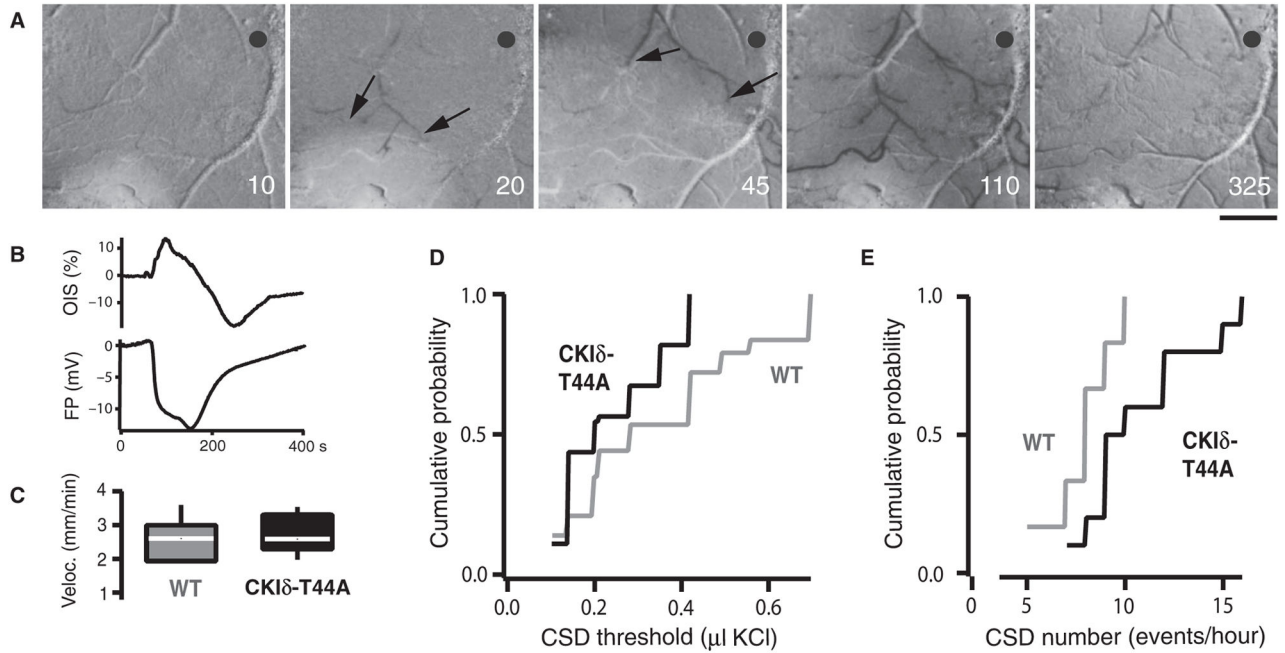 A
10
20
45
110
325
B
OIS (%)
10
0
−10
FP (mV)
0
−5
−10
0
200
400 s
C
Veloc. (mm/min)
4
3
2
1
WT
CKIδ-T44A
D
Cumulative probability
1.0
0.5
0.0
CKIδ-
T44A
WT
0.0
0.2
0.4
0.6
CSD threshold (μl KCl)
E
Cumulative probability
1.0
0.5
0.0
WT
CKIδ-
T44A
0
5
10
15
CSD number (events/hour)